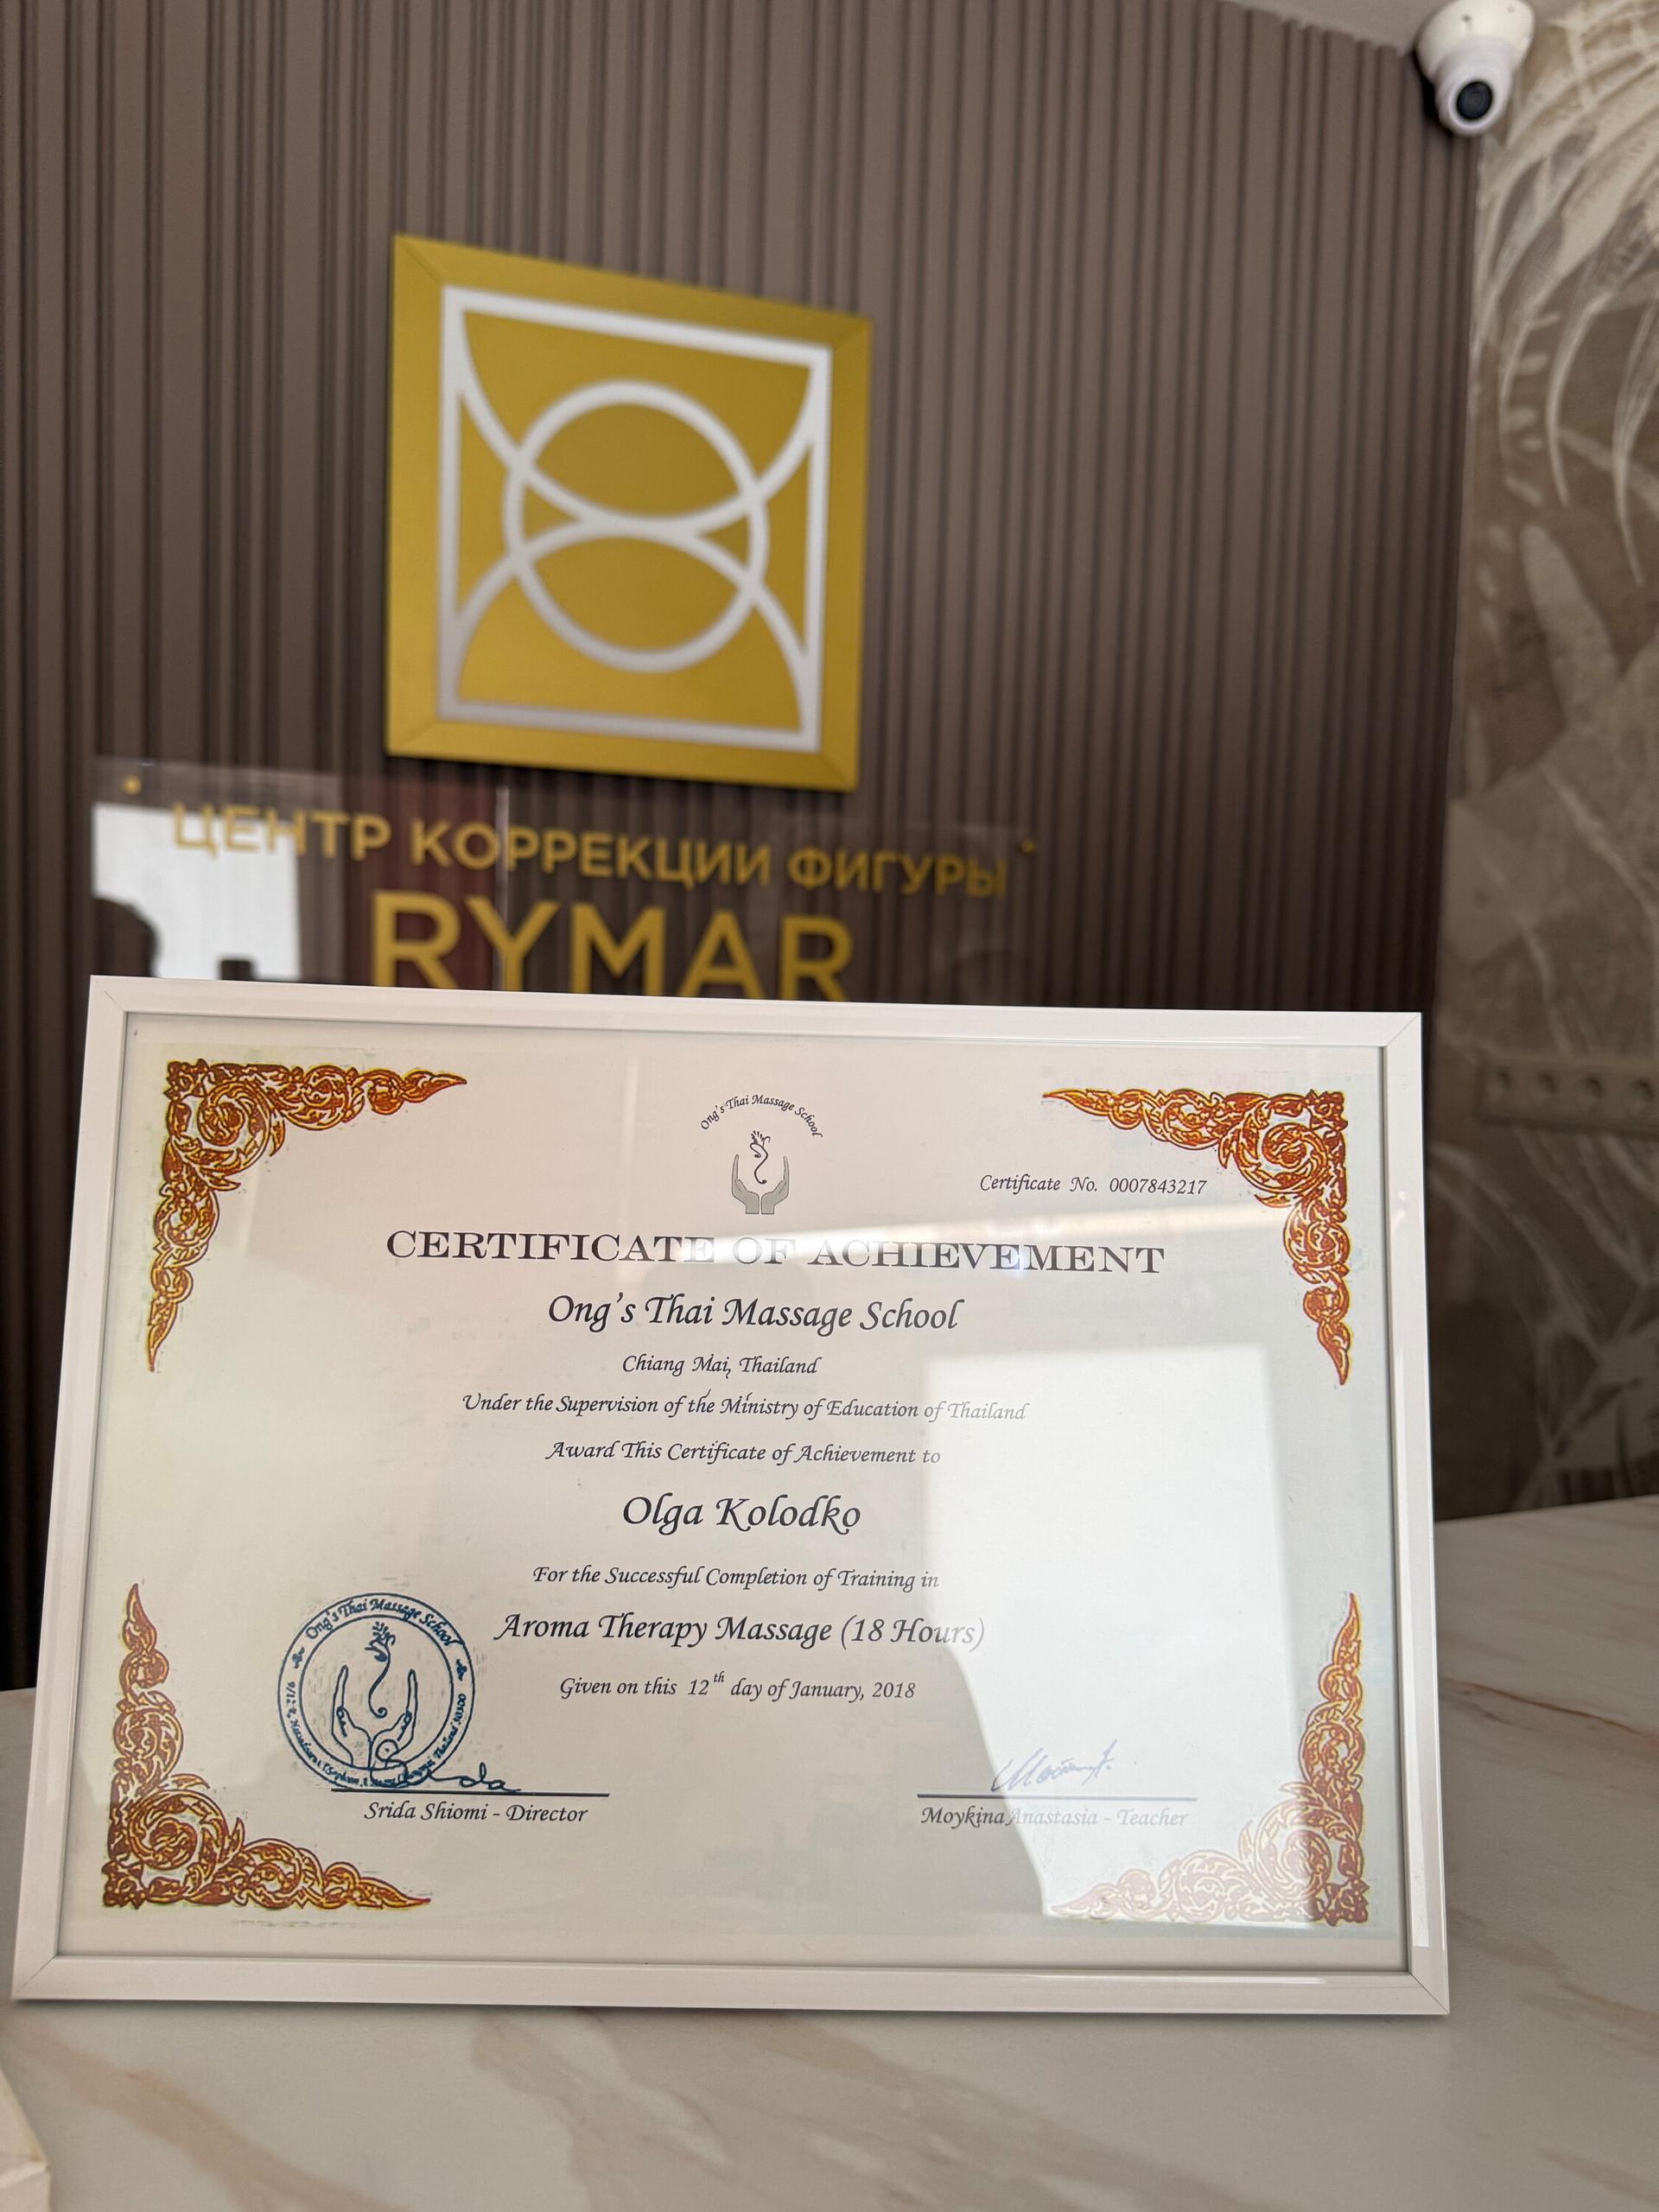 ЦЕНТР КОРРЕКЦИИ ФИГУРЫ
RYMAR
Ong's Thai Massage School
Certificate No. 0007843217
CERTIFICATE OF ACHIEVEMENT
Ong's Thai Massage School
Chiang Mai, Thailand
Under the Supervision of the Ministry of Education of Thailand
Award This Certificate of Achievement to
Olga Kolodko
For the Successful Completion of Training in
Aroma Therapy Massage (18 Hours)
Given on this 12th day of January, 2018
Ong's Thai Massage School
Srida Shiomi - Director
Moykina Anastasia - Teacher